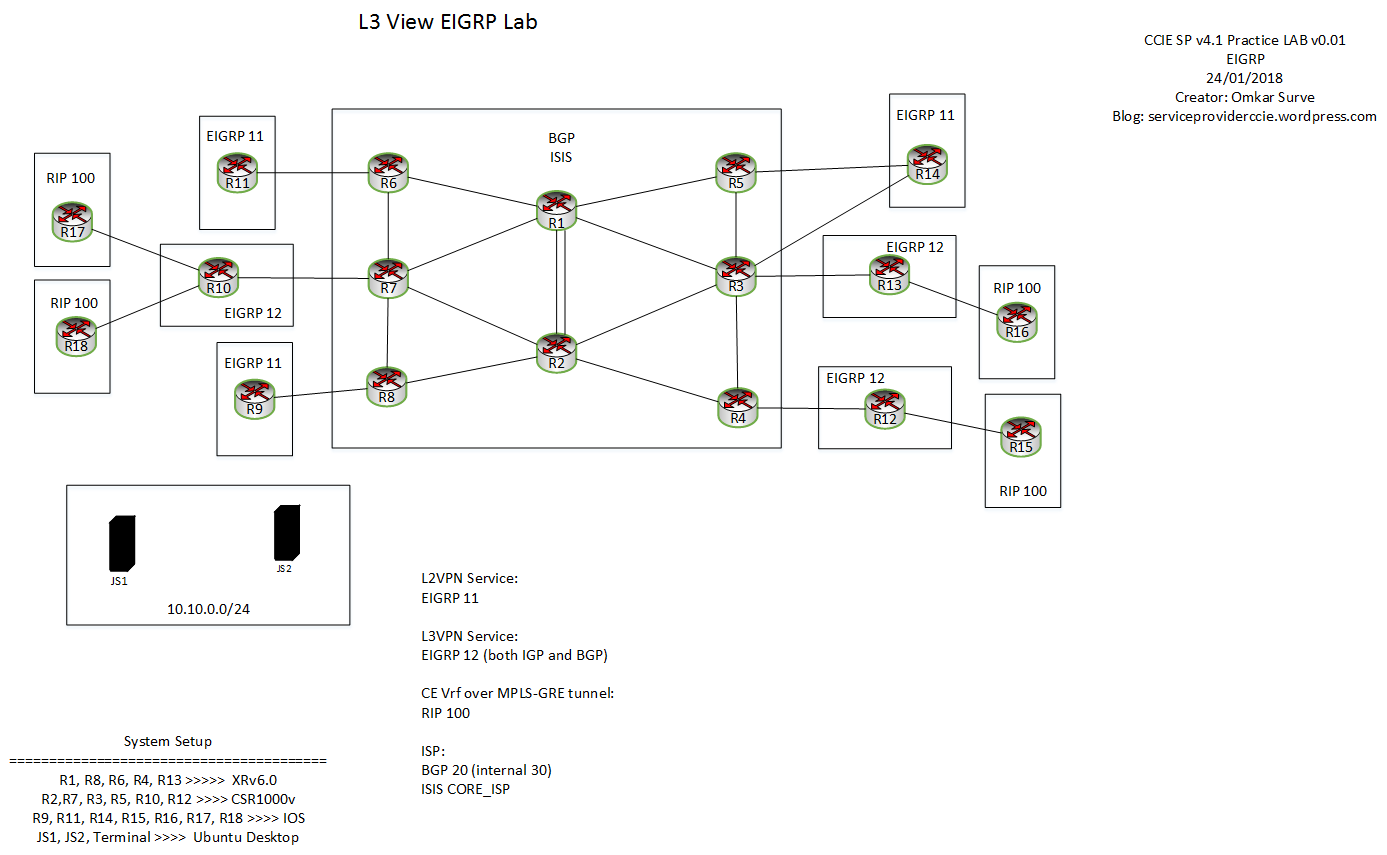 L3 View EIGRP Lab
CCIE SP v4.1 Practice LAB v0.01
EIGRP
24/01/2018
Creator: Omkar Surve
Blog: serviceproviderccie.wordpress.com
EIGRP 11
R11
RIP 100
R17
RIP 100
R18
R10
EIGRP 12
EIGRP 11
R9
BGP
ISIS
R6
R1
R5
R7
R3
R2
R8
R4
EIGRP 11
R14
EIGRP 12
R13
RIP 100
R16
EIGRP 12
R12
R15
RIP 100
JS1
JS2
10.10.0.0/24
L2VPN Service:
EIGRP 11
L3VPN Service:
EIGRP 12 (both IGP and BGP)
CE Vrf over MPLS-GRE tunnel:
RIP 100
ISP:
BGP 20 (internal 30)
ISIS CORE_ISP
System Setup
========================================
R1, R8, R6, R4, R13 >>>>> XRv6.0
R2,R7, R3, R5, R10, R12 >>>> CSR1000v
R9, R11, R14, R15, R16, R17, R18 >>>> IOS
JS1, JS2, Terminal >>>> Ubuntu Desktop